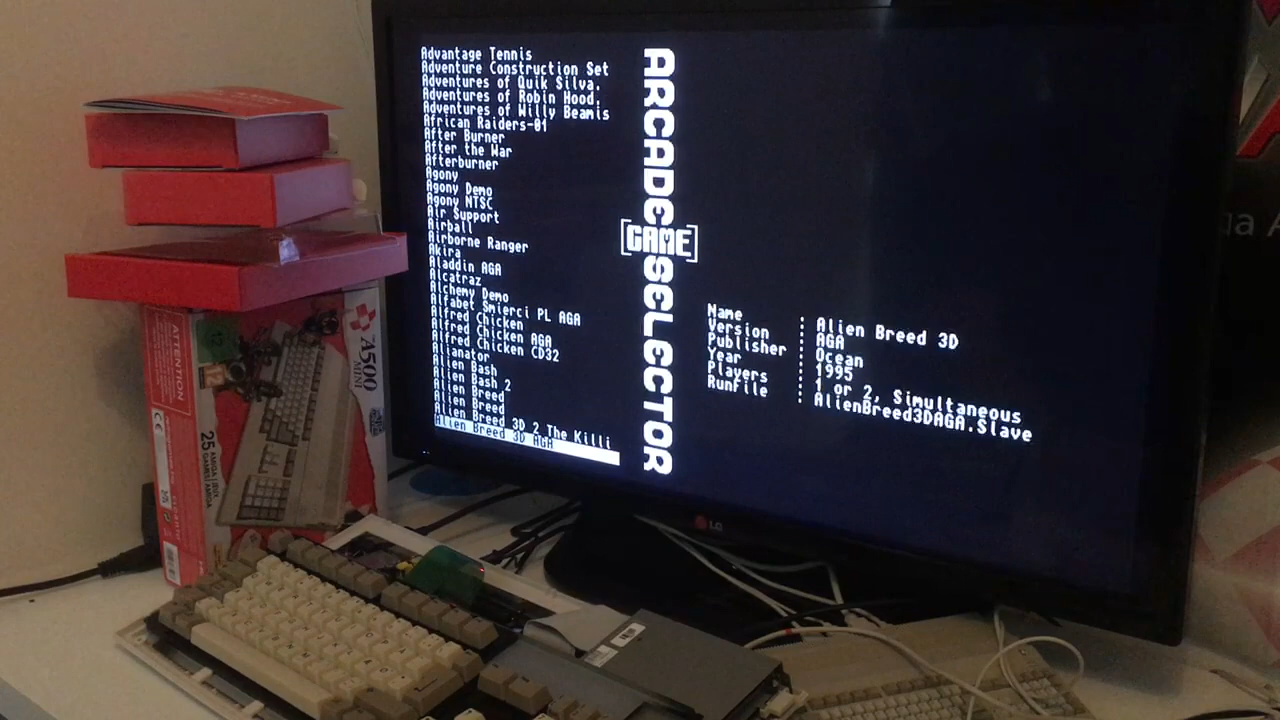 Advantage Tennis
Adventure Construction Set
Adventures of Quik Silva.
Adventures of Robin Hood.
Adventures of Willy Beamis
African Raiders-01
After Burner
After the War
Afterburner
Agony
Agony Demo
Agony NTSC
Air Support
Airball
Airborne Ranger
Akira
Aladdin AGA
Alcatraz
Alchemy Demo
Alfabet Smierci PL AGA
Alfred Chicken
Alfred Chicken AGA
Alfred Chicken CD32
Alianator
Alien Bash
Alien Bash 2
Alien Breed
Alien Breed
Alien Breed 3D 2 The Killi
Alien Breed 3D AGA
ARCADE
[GAME]
SELECTOR
Name : Alien Breed 3D
Version : AGA
Publisher : Ocean
Year : 1995
Players : 1 or 2, Simultaneous
RunFile : AlienBreed3DAGA.Slave
LG
ATTENTION
THE A500 MINI
12
25
CE